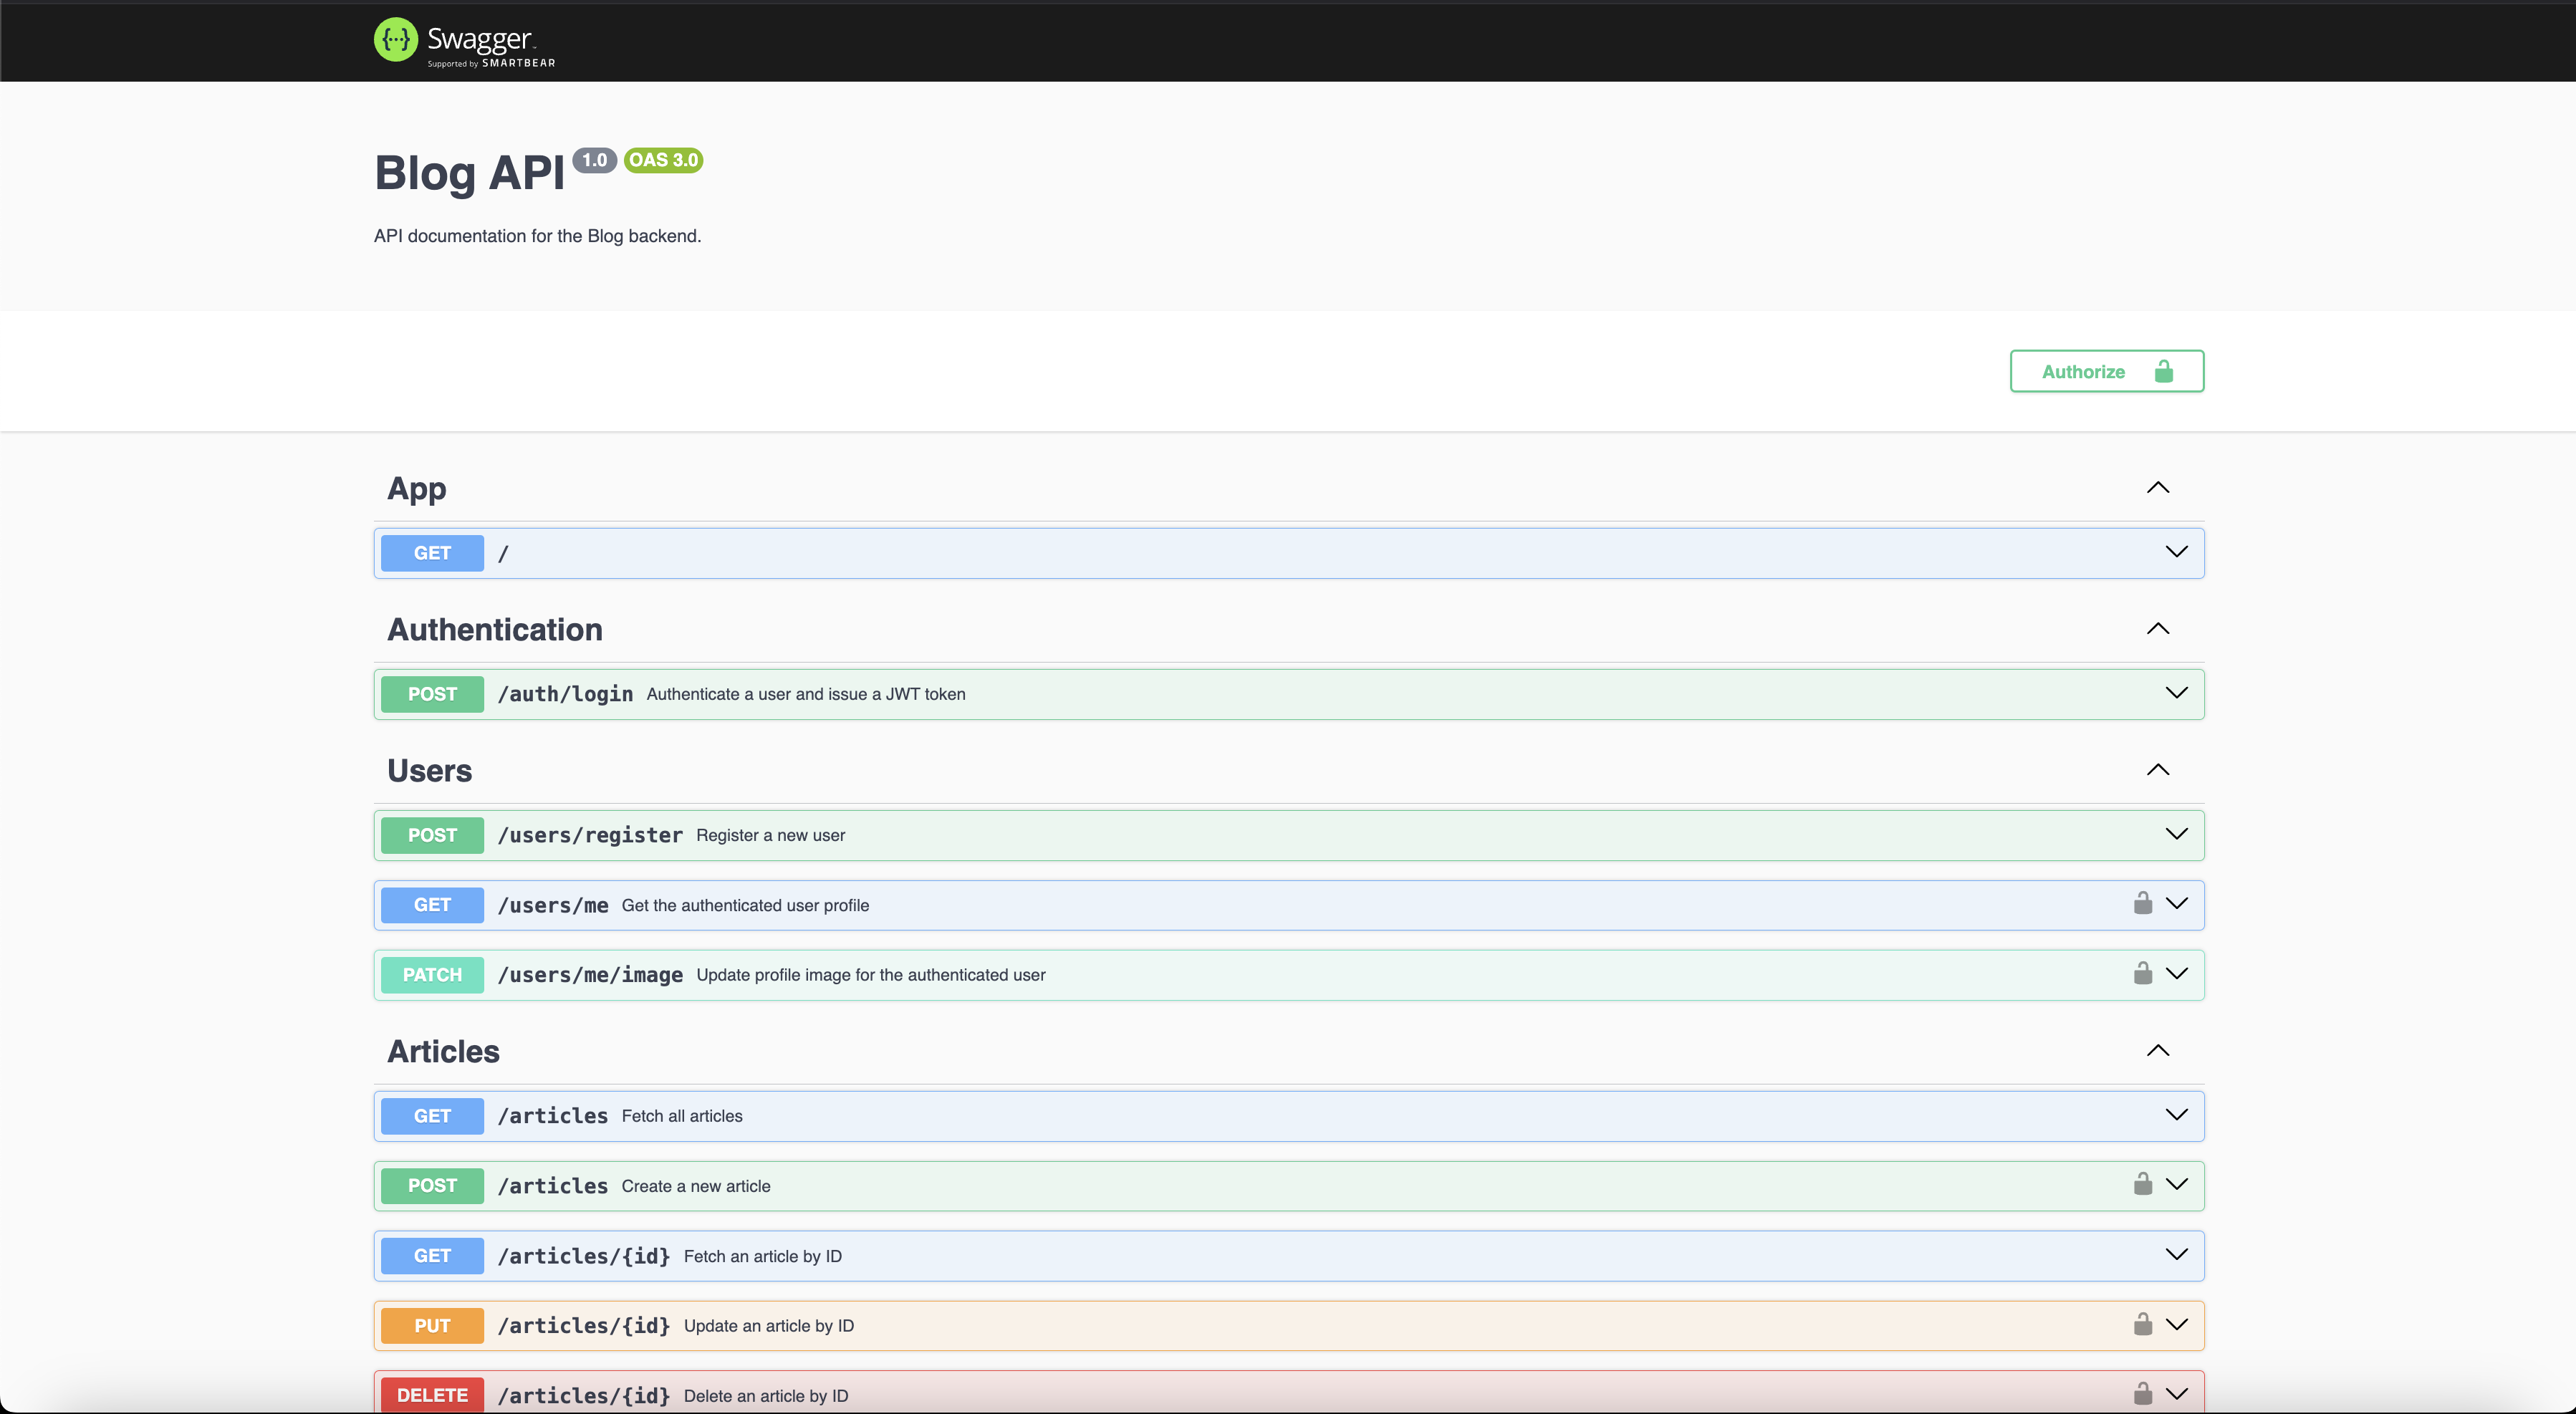 {···} Swagger
Supported by SMARTBEAR
Blog API 1.0 OAS 3.0
API documentation for the Blog backend.
Authorize
App
GET /
Authentication
POST /auth/login Authenticate a user and issue a JWT token
Users
POST /users/register Register a new user
GET /users/me Get the authenticated user profile
PATCH /users/me/image Update profile image for the authenticated user
Articles
GET /articles Fetch all articles
POST /articles Create a new article
GET /articles/{id} Fetch an article by ID
PUT /articles/{id} Update an article by ID
DELETE /articles/{id} Delete an article by ID